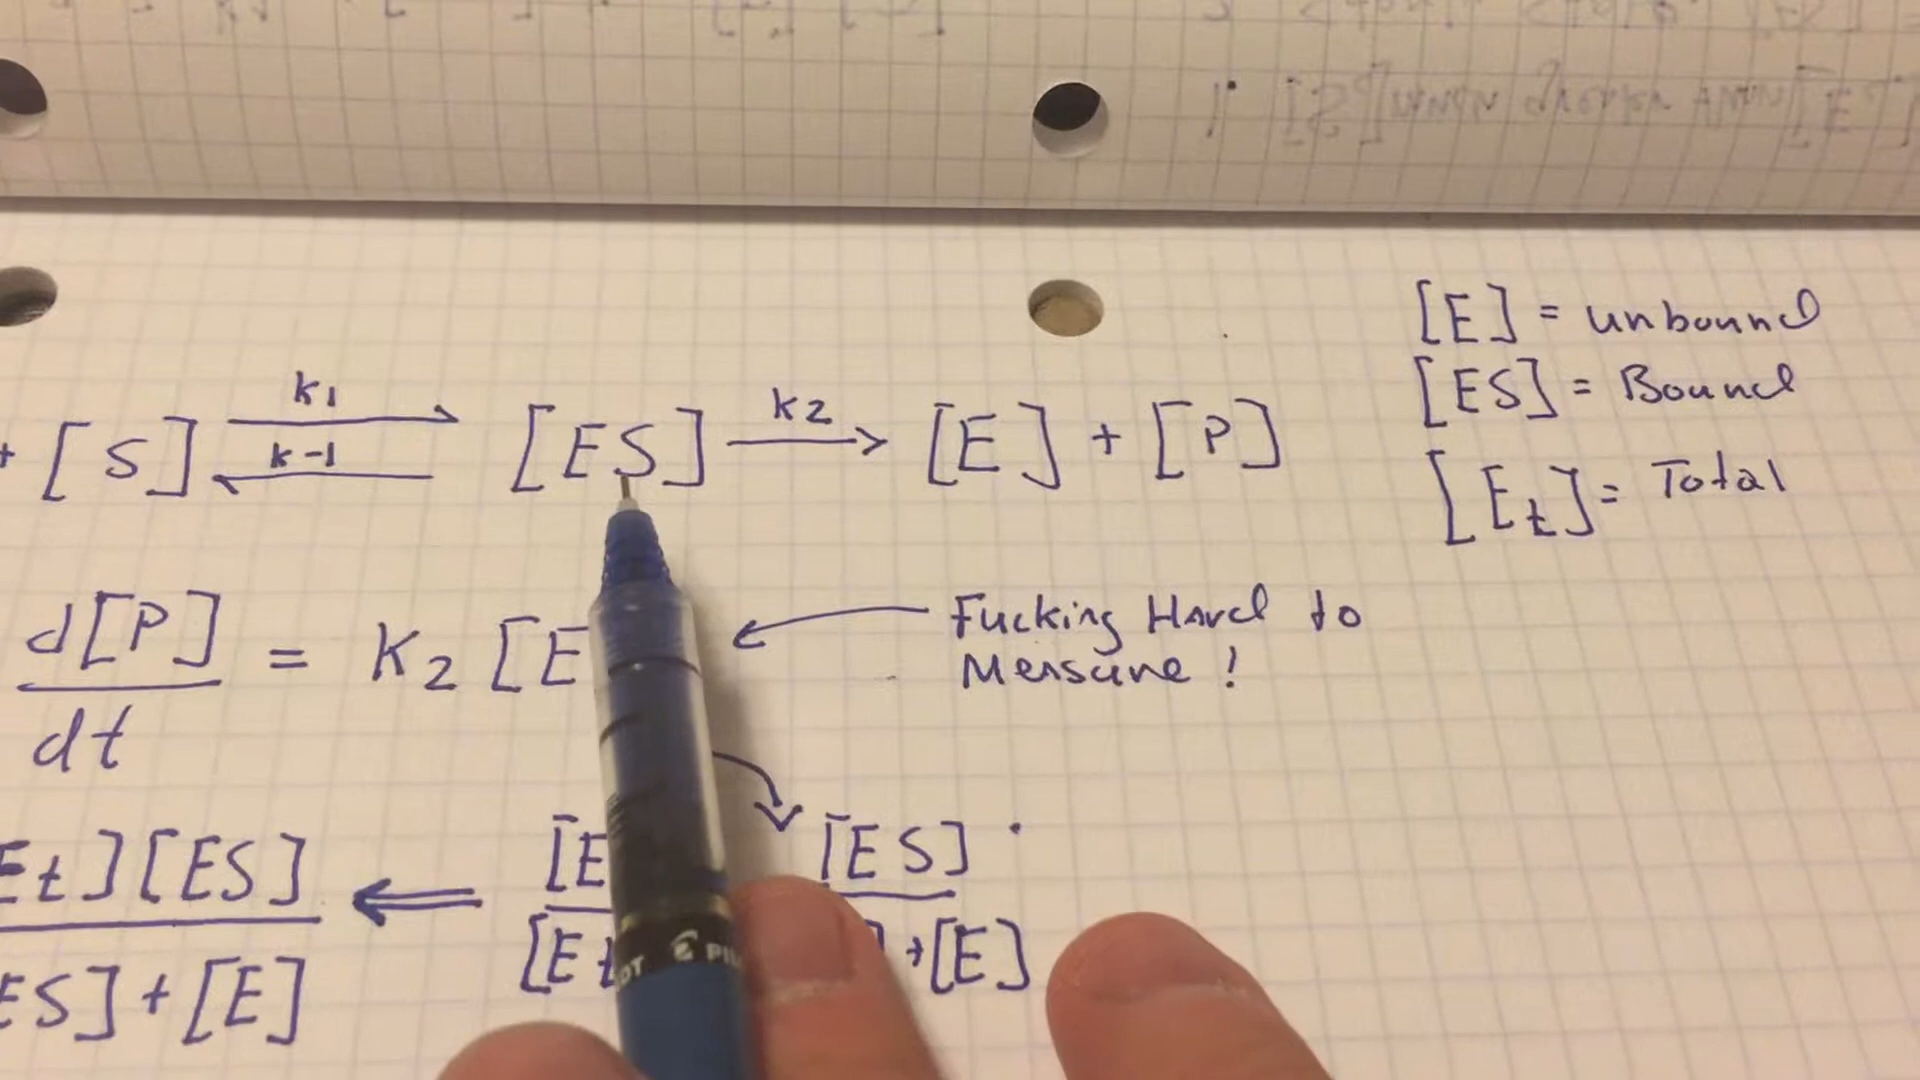 [E] = unbound
[ES] = Bound
[Et] = Total
+ [S] k1 k-1 [ES] k2 [E] + [P]
d[P] = K2 [E
dt
Fucking Hard to
Measure!
Et][ES] [E [ES]
ES]+[E] [Et +[E]